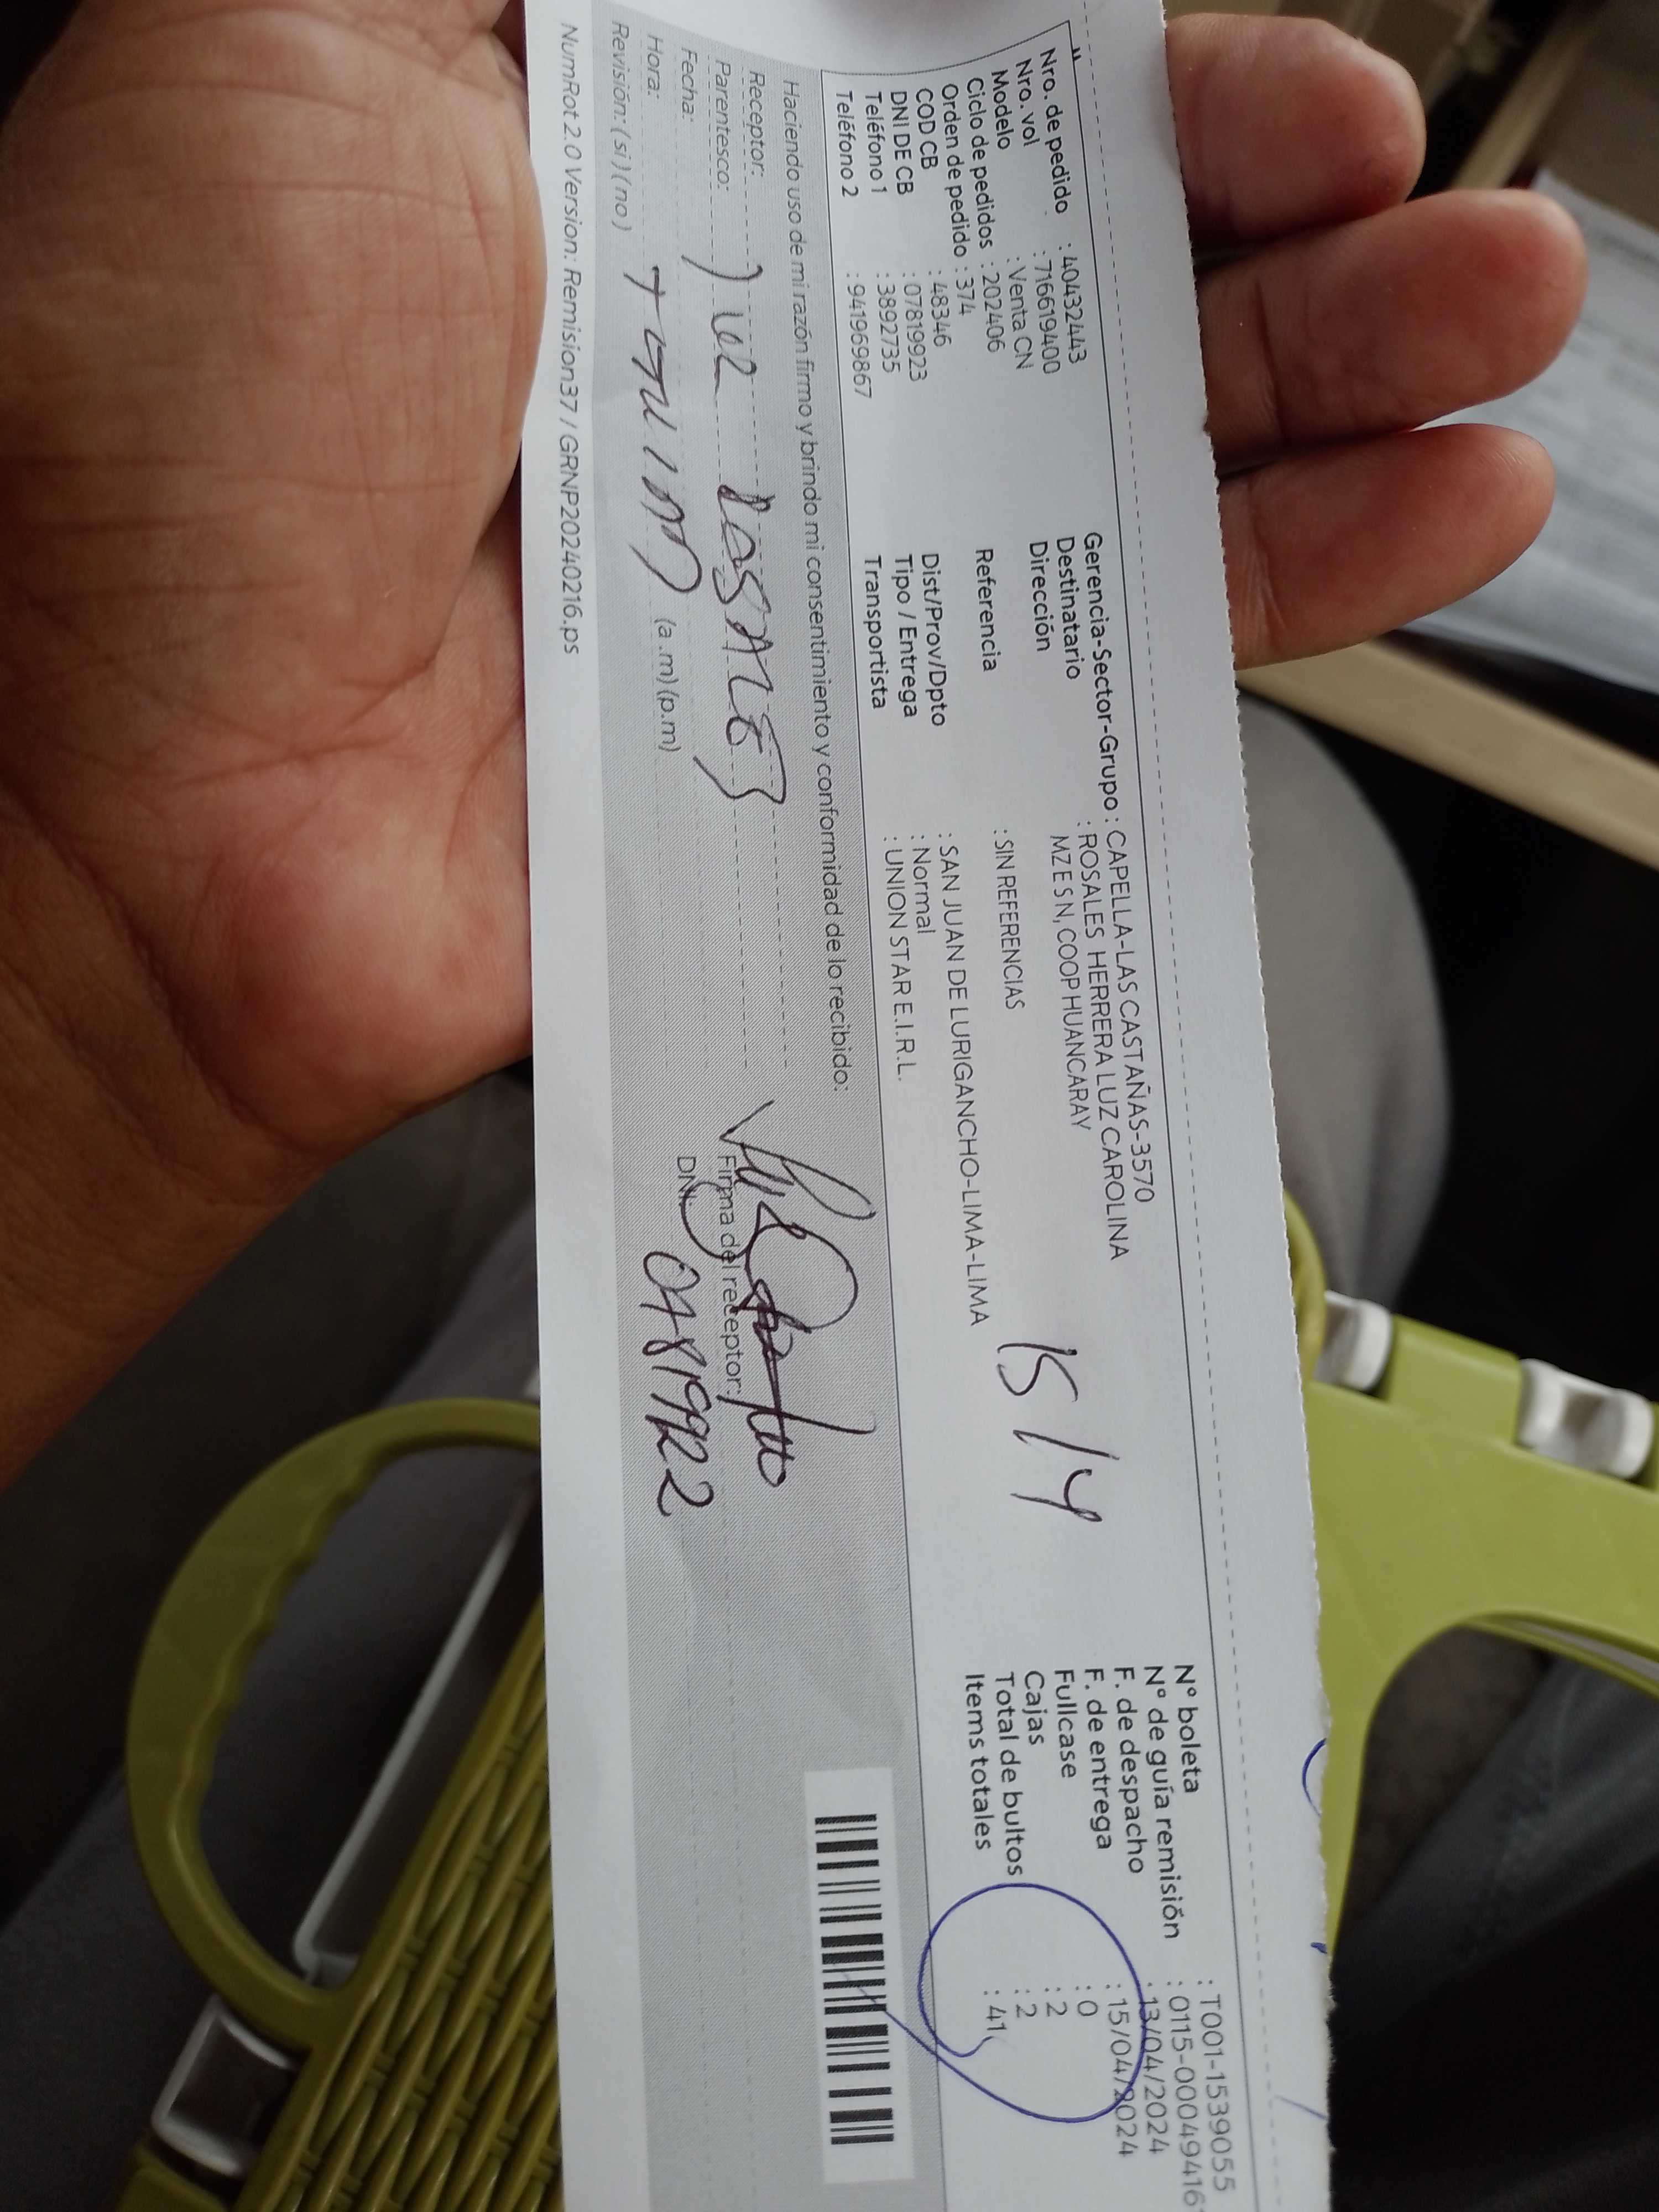 Nro. de pedido : 40432443
Nro. vol : 716619400
Modelo : Venta CN
Ciclo de pedidos : 202406
Orden de pedido : 374
COD CB : 48346
DNI DE CB : 07819923
Teléfono 1 : 3892735
Teléfono 2 : 941969867
Gerencia-Sector-Grupo : CAPELLA-LAS CASTAÑAS-3570
Destinatario : ROSALES HERRERA LUZ CAROLINA
Dirección MZ E S N, COOP HUANCARAY
Referencia : SIN REFERENCIAS
Dist/Prov/Dpto : SAN JUAN DE LURIGANCHO-LIMA-LIMA
Tipo / Entrega : Normal
Transportista : UNION STAR E.I.R.L.
15/4
N° boleta : T001-1539055
N° de guía remisión : 0115-00049416
F. de despacho : 13/04/2024
F. de entrega : 15/04/2024
Fullcase : 0
Cajas : 2
Total de bultos : 2
Items totales : 41
Haciendo uso de mi razón firmo y brindo mi consentimiento y conformidad de lo recibido:
Receptor:
Parentesco:
Fecha:
Hora: (a.m) (p.m)
Revisión: ( si ) ( no )
Firma del receptor:
DNI:
NumRot 2.0 Version: Remision37 / GRNP20240216.ps